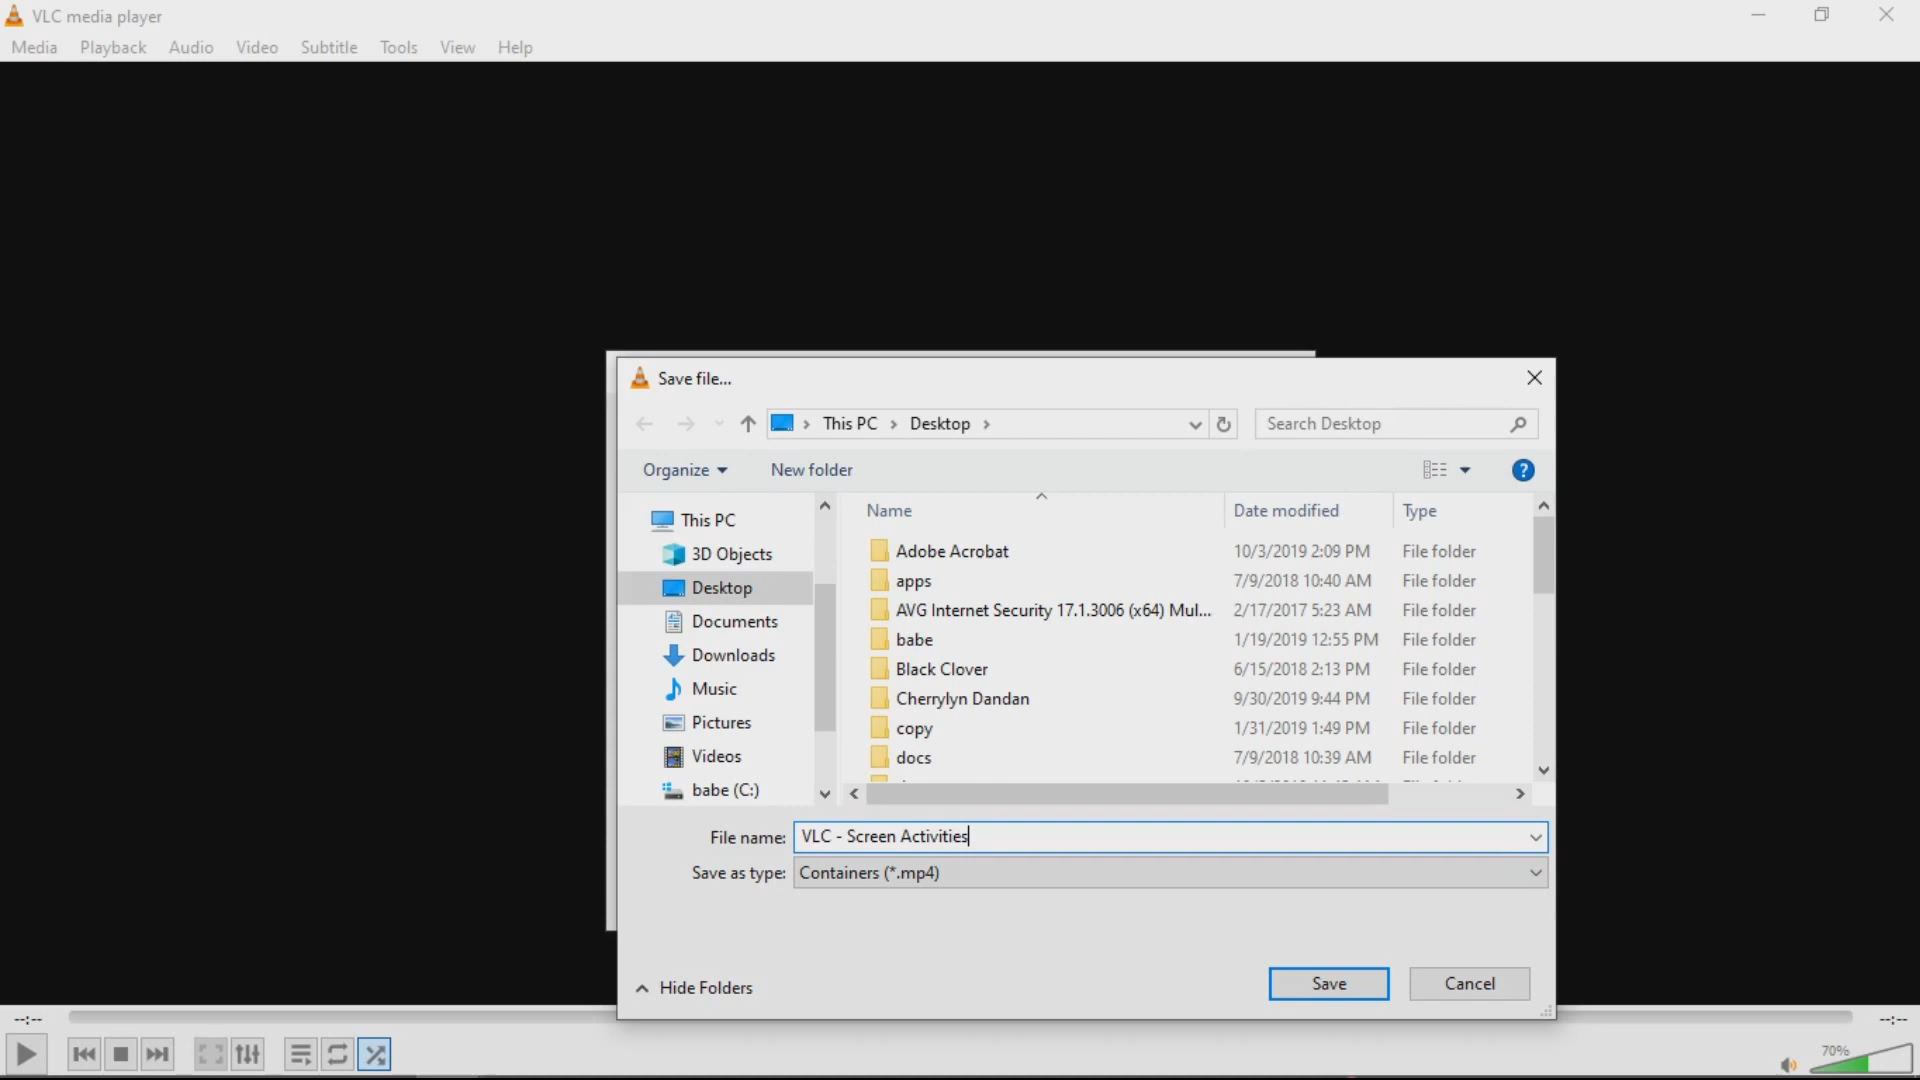 VLC media player
Media Playback Audio Video Subtitle Tools View Help
Save file...
This PC Desktop
Search Desktop
Organize New folder
This PC
3D Objects
Desktop
Documents
Downloads
Music
Pictures
Videos
babe (C:)
Name Date modified Type
Adobe Acrobat 10/3/2019 2:09 PM File folder
apps 7/9/2018 10:40 AM File folder
AVG Internet Security 17.1.3006 (x64) Mul... 2/17/2017 5:23 AM File folder
babe 1/19/2019 12:55 PM File folder
Black Clover 6/15/2018 2:13 PM File folder
Cherrylyn Dandan 9/30/2019 9:44 PM File folder
copy 1/31/2019 1:49 PM File folder
docs 7/9/2018 10:39 AM File folder
File name: VLC - Screen Activities
Save as type: Containers (*.mp4)
Hide Folders Save Cancel
--:-- --:--
70%